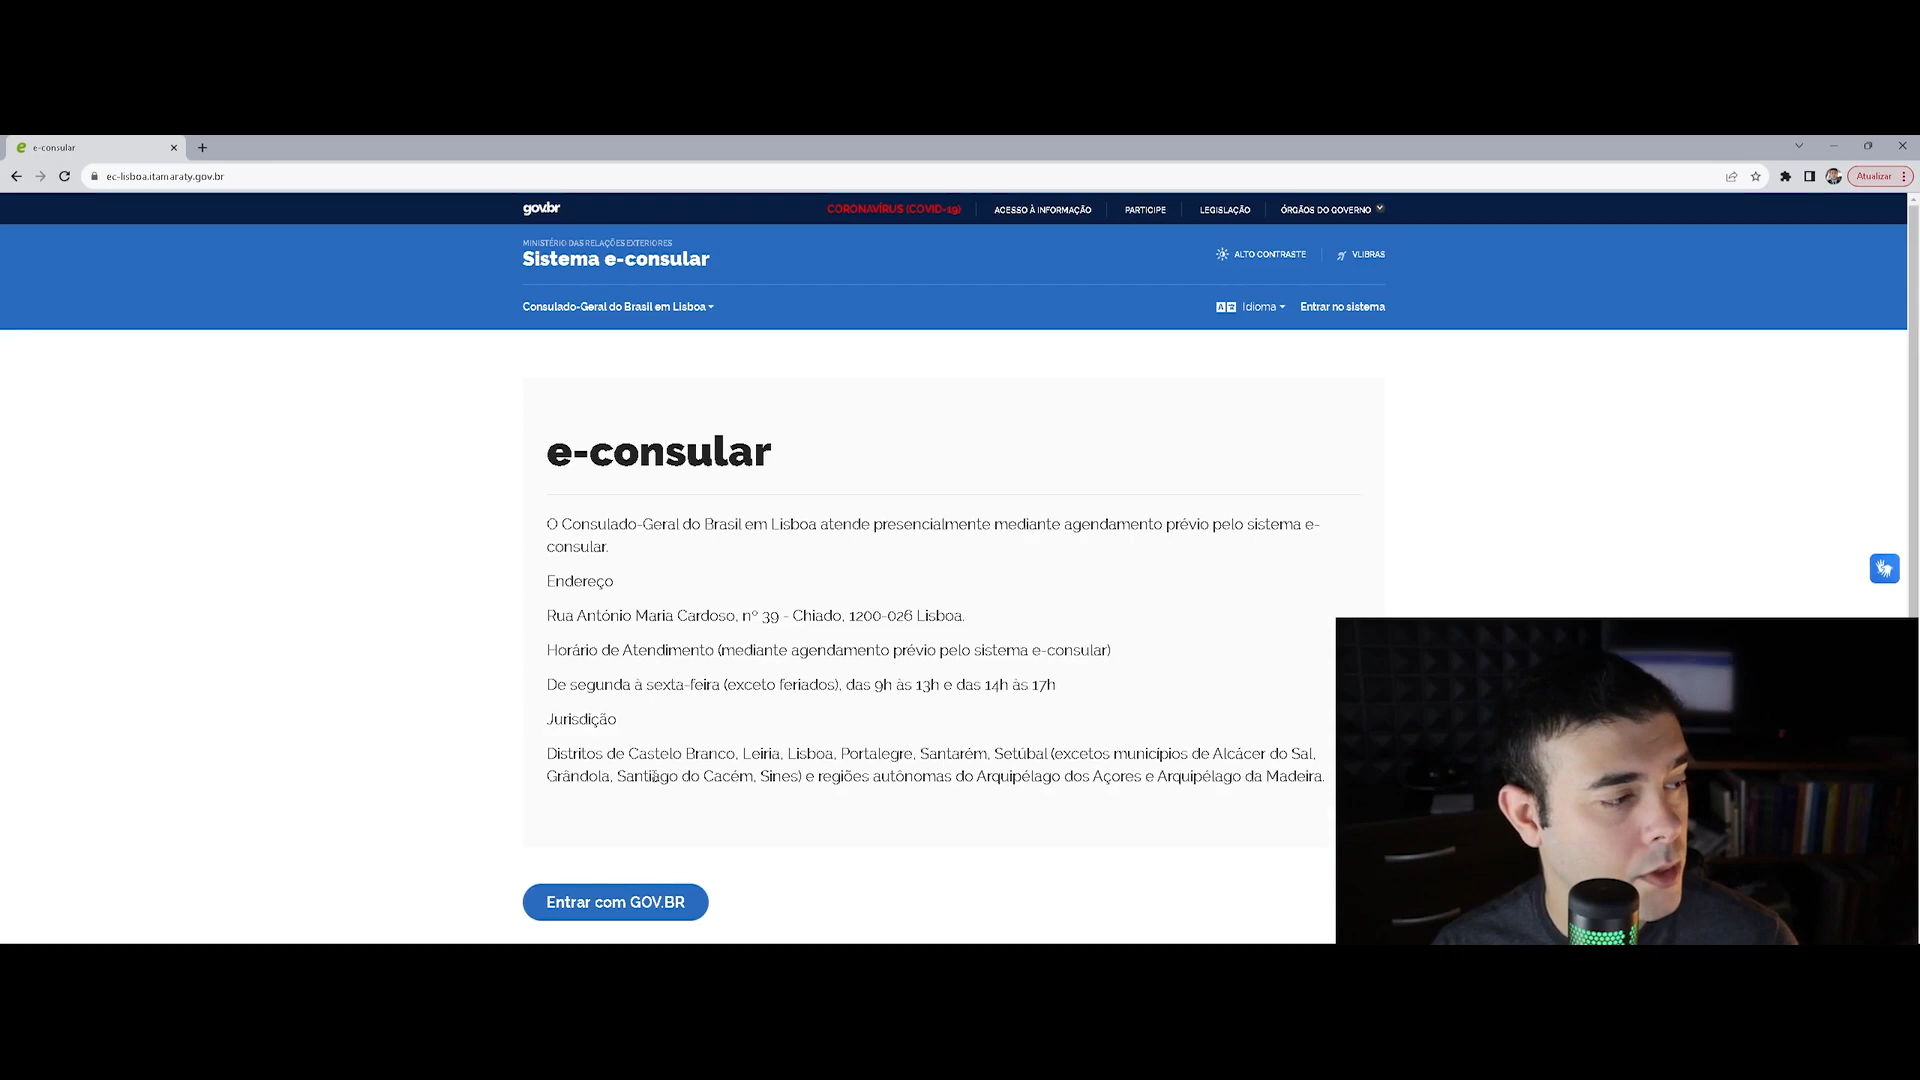 e-consular
ec-lisboa.itamaraty.gov.br
Atualizar
gov.br
CORONAVÍRUS (COVID-19)
ACESSO À INFORMAÇÃO
PARTICIPE
LEGISLAÇÃO
ÓRGÃOS DO GOVERNO
MINISTÉRIO DAS RELAÇÕES EXTERIORES
Sistema e-consular
ALTO CONTRASTE
VLIBRAS
Consulado-Geral do Brasil em Lisboa
Idioma
Entrar no sistema
e-consular
O Consulado-Geral do Brasil em Lisboa atende presencialmente mediante agendamento prévio pelo sistema e-
consular.
Endereço
Rua António Maria Cardoso, nº 39 - Chiado, 1200-026 Lisboa.
Horário de Atendimento (mediante agendamento prévio pelo sistema e-consular)
De segunda à sexta-feira (exceto feriados), das 9h às 13h e das 14h às 17h
Jurisdição
Distritos de Castelo Branco, Leiria, Lisboa, Portalegre, Santarém, Setúbal (excetos municípios de Alcácer do Sal,
Grândola, Santiago do Cacém, Sines) e regiões autônomas do Arquipélago dos Açores e Arquipélago da Madeira.
Entrar com GOV.BR